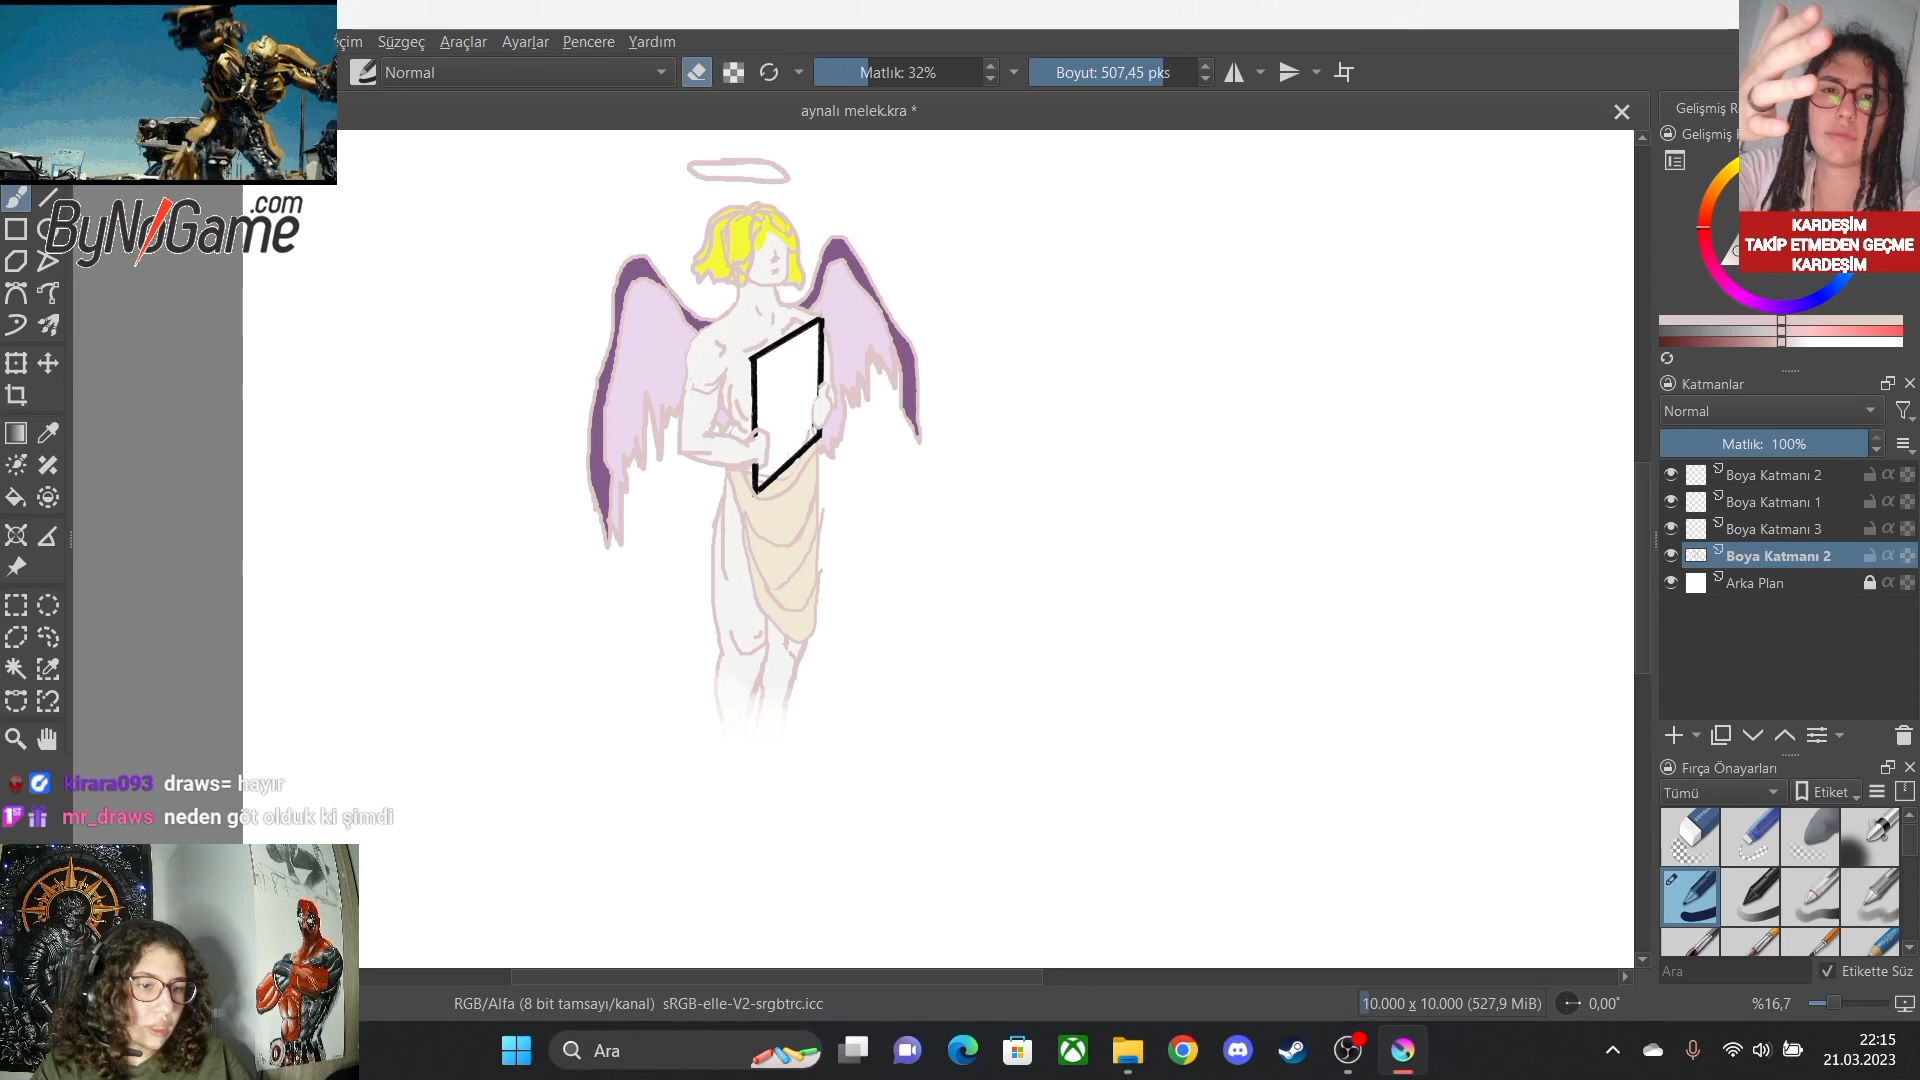 çim Süzgeç Araçlar Ayarlar Pencere Yardım
Normal
Matlık: 32%
Boyut: 507,45 pks
aynalı melek.kra *
Gelişmiş R
Gelişmiş
KARDEŞİM
TAKİP ETMEDEN GEÇME
KARDEŞİM
ByNoGame.com
Katmanlar
Normal
Matlık: 100%
Boya Katmanı 2
Boya Katmanı 1
Boya Katmanı 3
Boya Katmanı 2
Arka Plan
Fırça Önayarları
Tümü
Etiket
Ara
Etikette Süz
kirara093 draws= hayır
1ST mr_draws neden göt olduk ki şimdi
RGB/Alfa (8 bit tamsayı/kanal) sRGB-elle-V2-srgbtrc.icc
10.000 x 10.000 (527,9 MiB)
0,00°
%16,7
Ara
22:15
21.03.2023